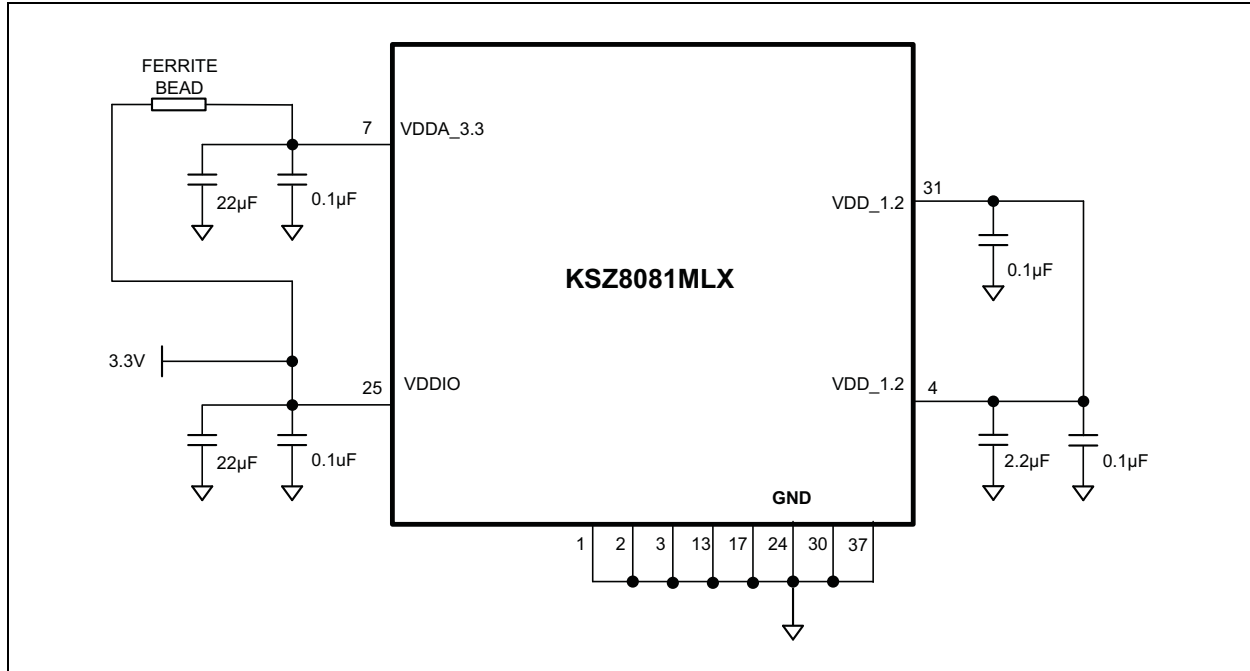 FERRITE
BEAD
7
VDDA_3.3
22µF
0.1µF
31
VDD_1.2
0.1µF
KSZ8081MLX
3.3V
25
VDDIO
VDD_1.2
4
22µF
0.1uF
2.2µF
0.1µF
GND
1
2
3
13
17
24
30
37